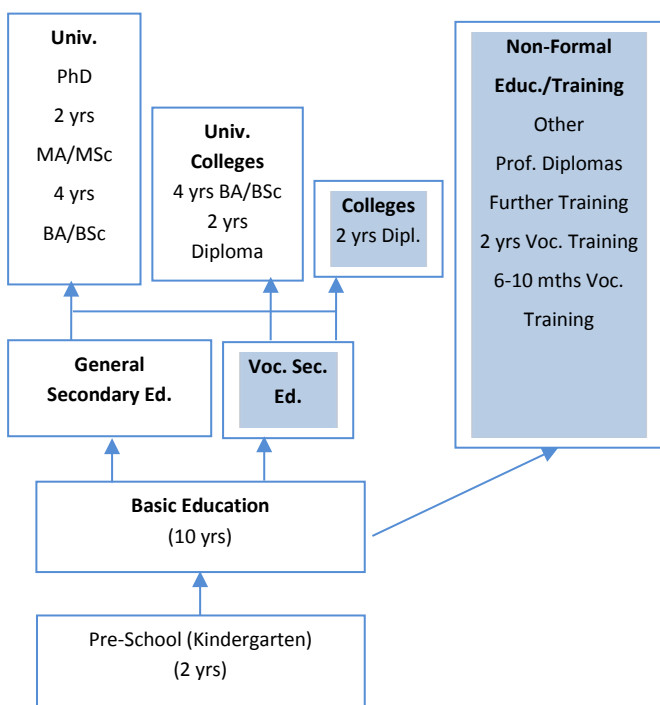 Univ.
PhD
2 yrs
MA/MSc
4 yrs
BA/BSc
Univ.
Colleges
4 yrs BA/BSc
2 yrs
Diploma
Colleges
2 yrs Dipl.
Non-Formal
Educ./Training
Other
Prof. Diplomas
Further Training
2 yrs Voc. Training
6-10 mths Voc.
Training
General
Secondary Ed.
Voc. Sec.
Ed.
Basic Education
(10 yrs)
Pre-School (Kindergarten)
(2 yrs)